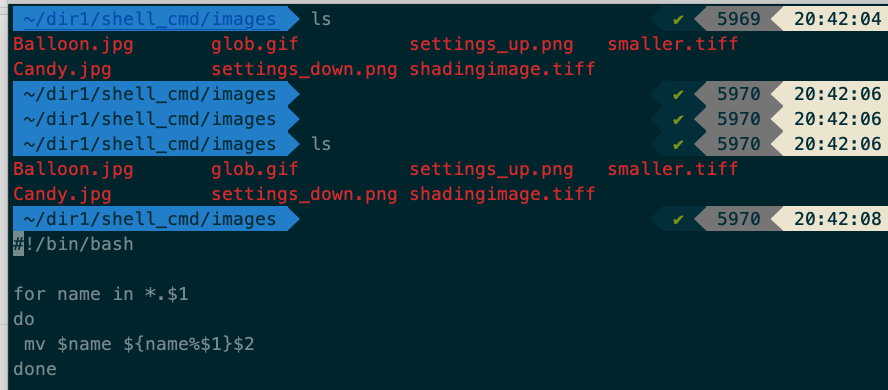 ~/dir1/shell_cmd/images ls ✔ 5969 20:42:04
Balloon.jpg glob.gif settings_up.png smaller.tiff
Candy.jpg settings_down.png shadingimage.tiff
~/dir1/shell_cmd/images ✔ 5970 20:42:06
~/dir1/shell_cmd/images ✔ 5970 20:42:06
~/dir1/shell_cmd/images ls ✔ 5970 20:42:06
Balloon.jpg glob.gif settings_up.png smaller.tiff
Candy.jpg settings_down.png shadingimage.tiff
~/dir1/shell_cmd/images ✔ 5970 20:42:08
#!/bin/bash
for name in *.$1
do
mv $name ${name%$1}$2
done